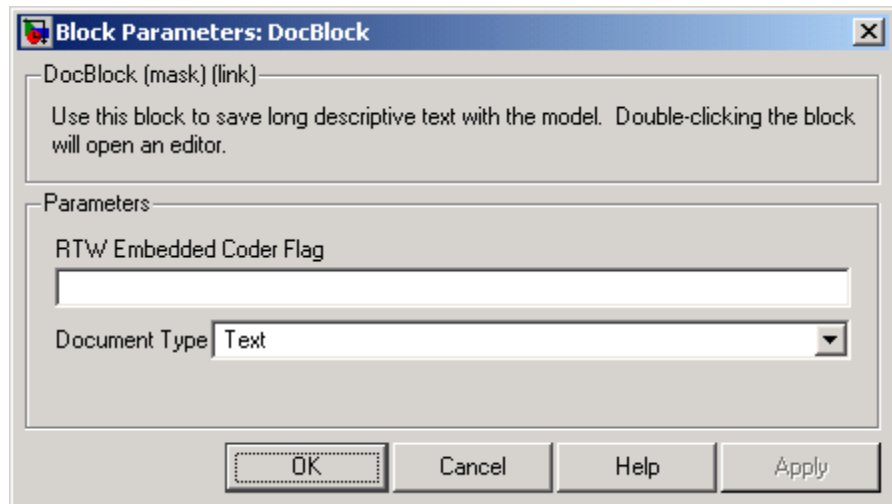 Block Parameters: DocBlock
DocBlock (mask) (link)
Use this block to save long descriptive text with the model.  Double-clicking the block
will open an editor.
Parameters
RTW Embedded Coder Flag
Document Type Text
OK Cancel Help Apply